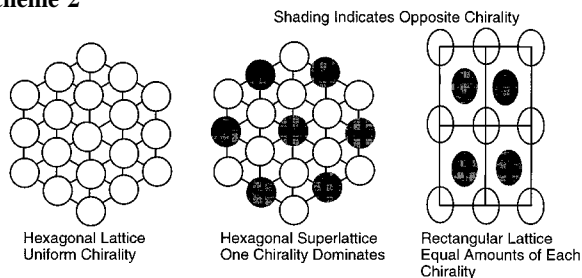 Scheme 2
Shading Indicates Opposite Chirality
Hexagonal Lattice
Uniform Chirality
Hexagonal Superlattice
One Chirality Dominates
Rectangular Lattice
Equal Amounts of Each
Chirality